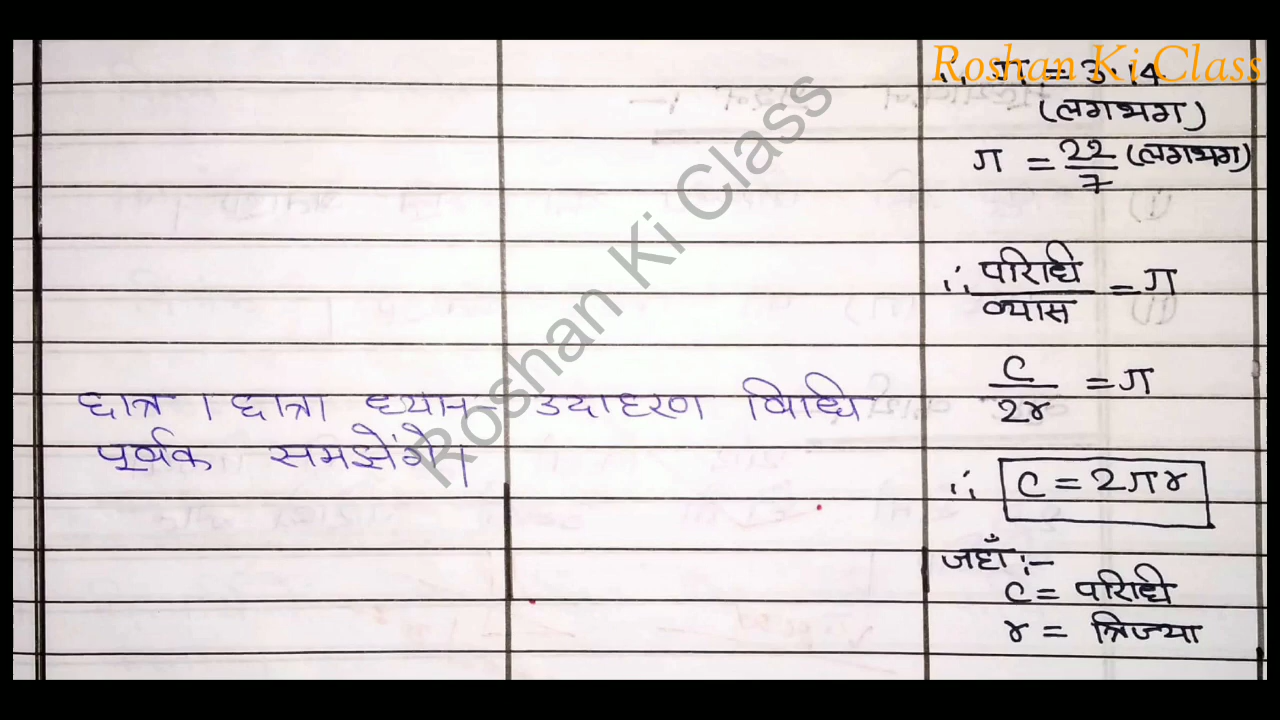 Roshan Ki Class
∴ π = 3.14
(लगभग)
π = 22/7 (लगभग)
∴ परिधि/व्यास = π
C/2r = π
∴ C = 2πr
जहाँ :-
C = परिधि
r = त्रिज्या
छात्र । छात्रा ध्यान-
पूर्वक समझेंगे।
उदाहरण विधि
Roshan Ki Class